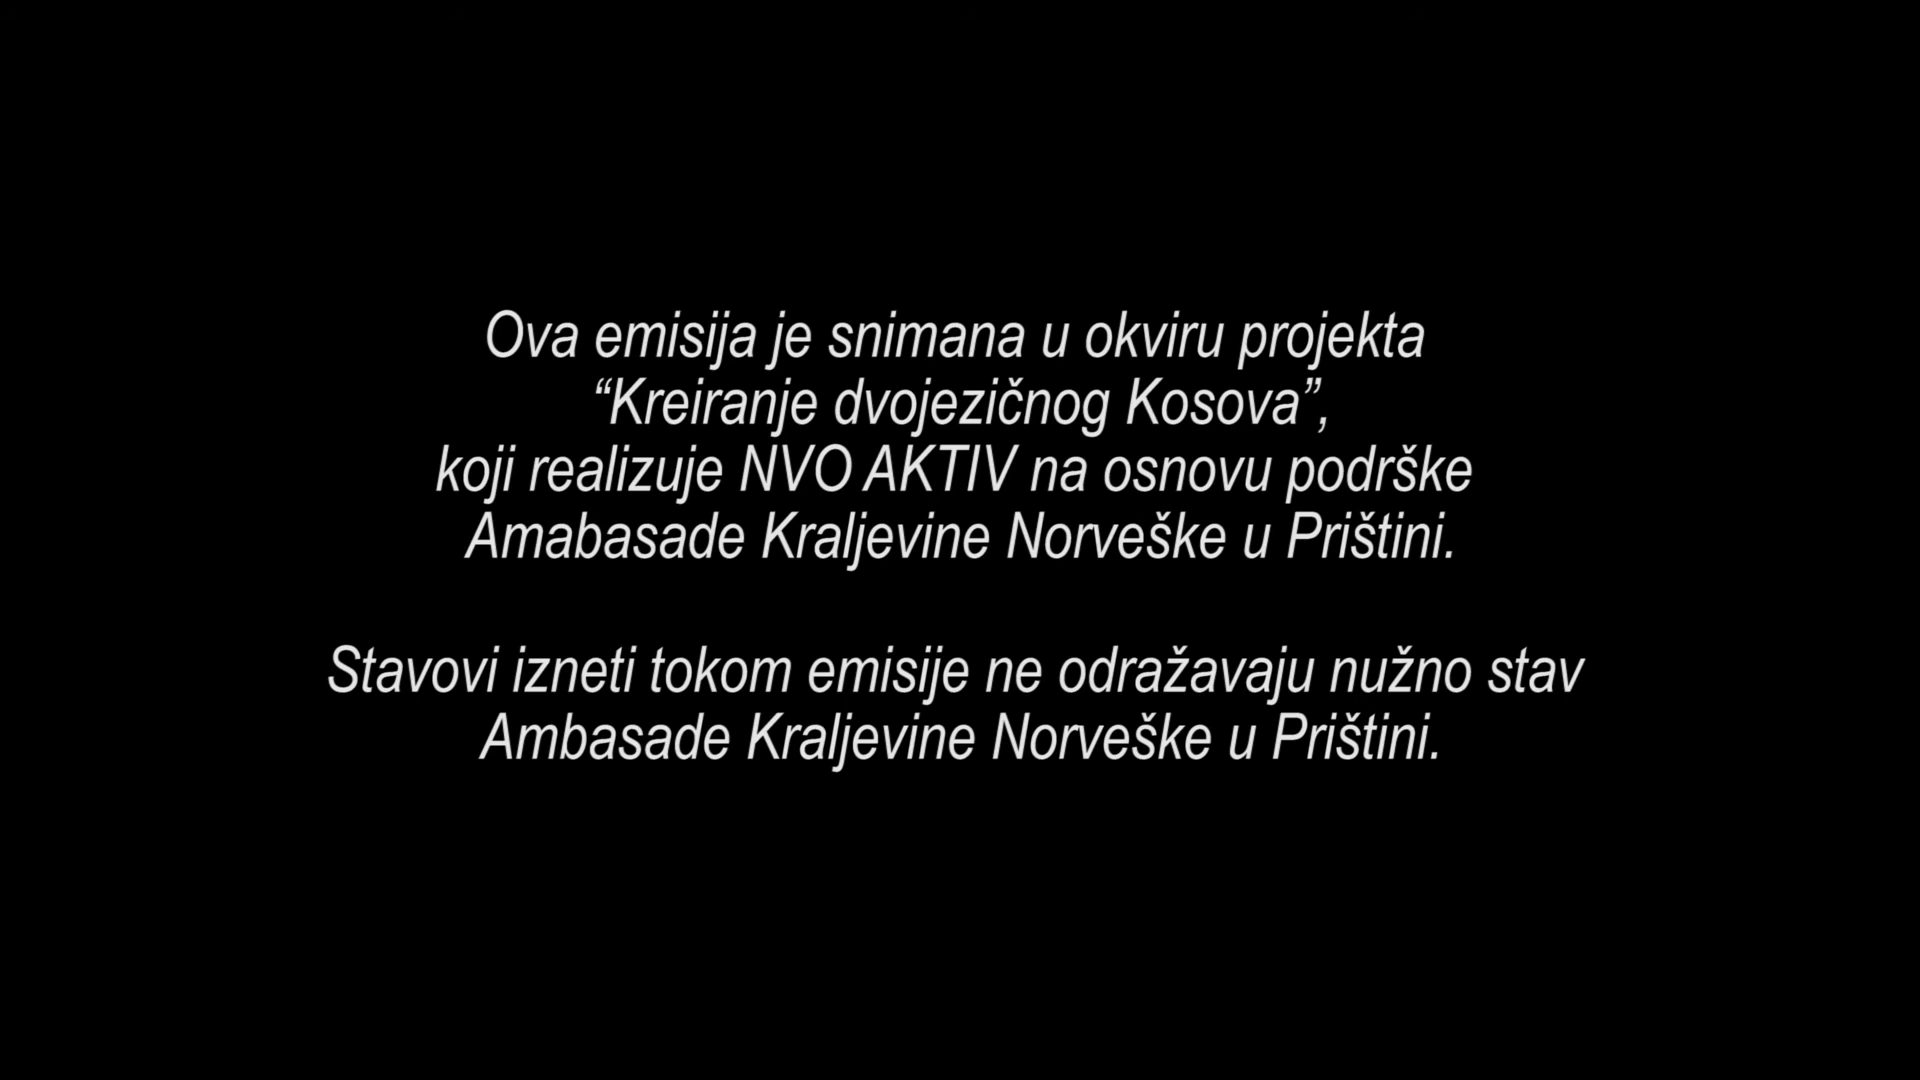 Ova emisija je snimana u okviru projekta
“Kreiranje dvojezičnog Kosova”,
koji realizuje NVO AKTIV na osnovu podrške
Amabasade Kraljevine Norveške u Prištini.
Stavovi izneti tokom emisije ne odražavaju nužno stav
Ambasade Kraljevine Norveške u Prištini.